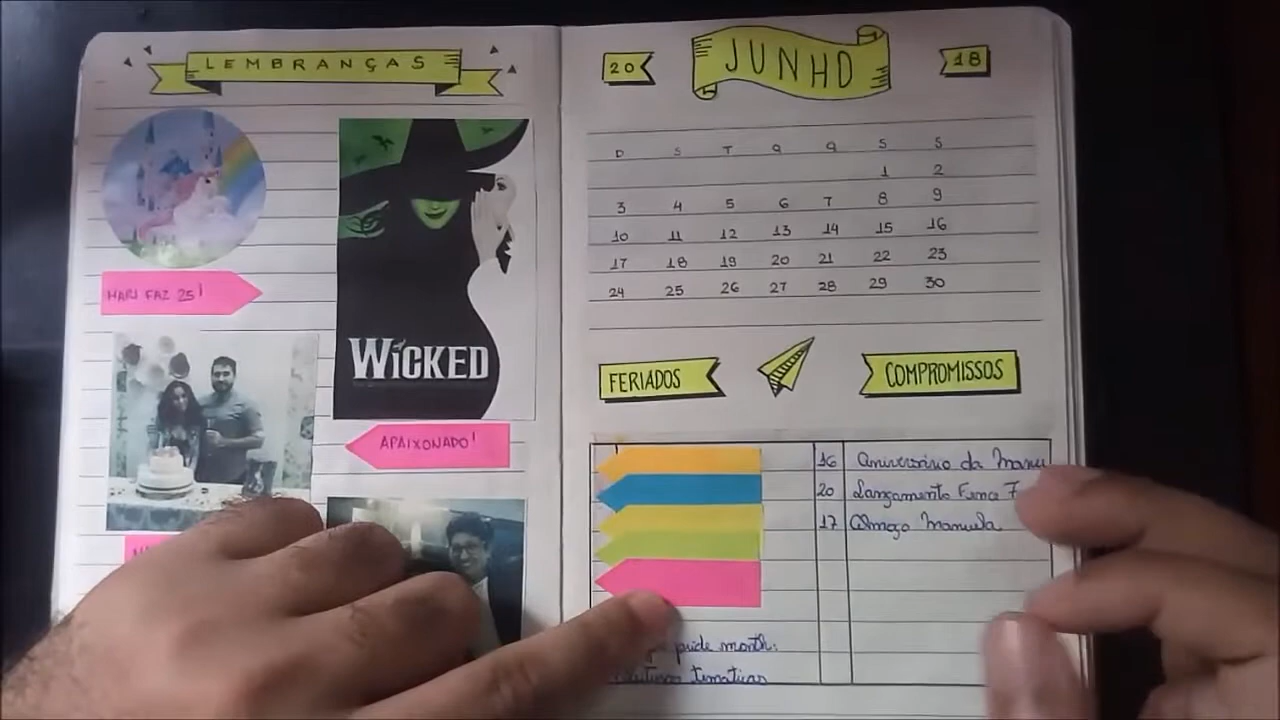 LEMBRANÇAS
MARI FAZ 25!
WICKED
APAIXONADO!
20 JUNHO 18
D S T Q Q S S
1 2
3 4 5 6 7 8 9
10 11 12 13 14 15 16
17 18 19 20 21 22 23
24 25 26 27 28 29 30
FERIADOS COMPROMISSOS
16 Aniversário da Manu
20 Lançamento
17 Almoço Manuela
pride month:
temáticas